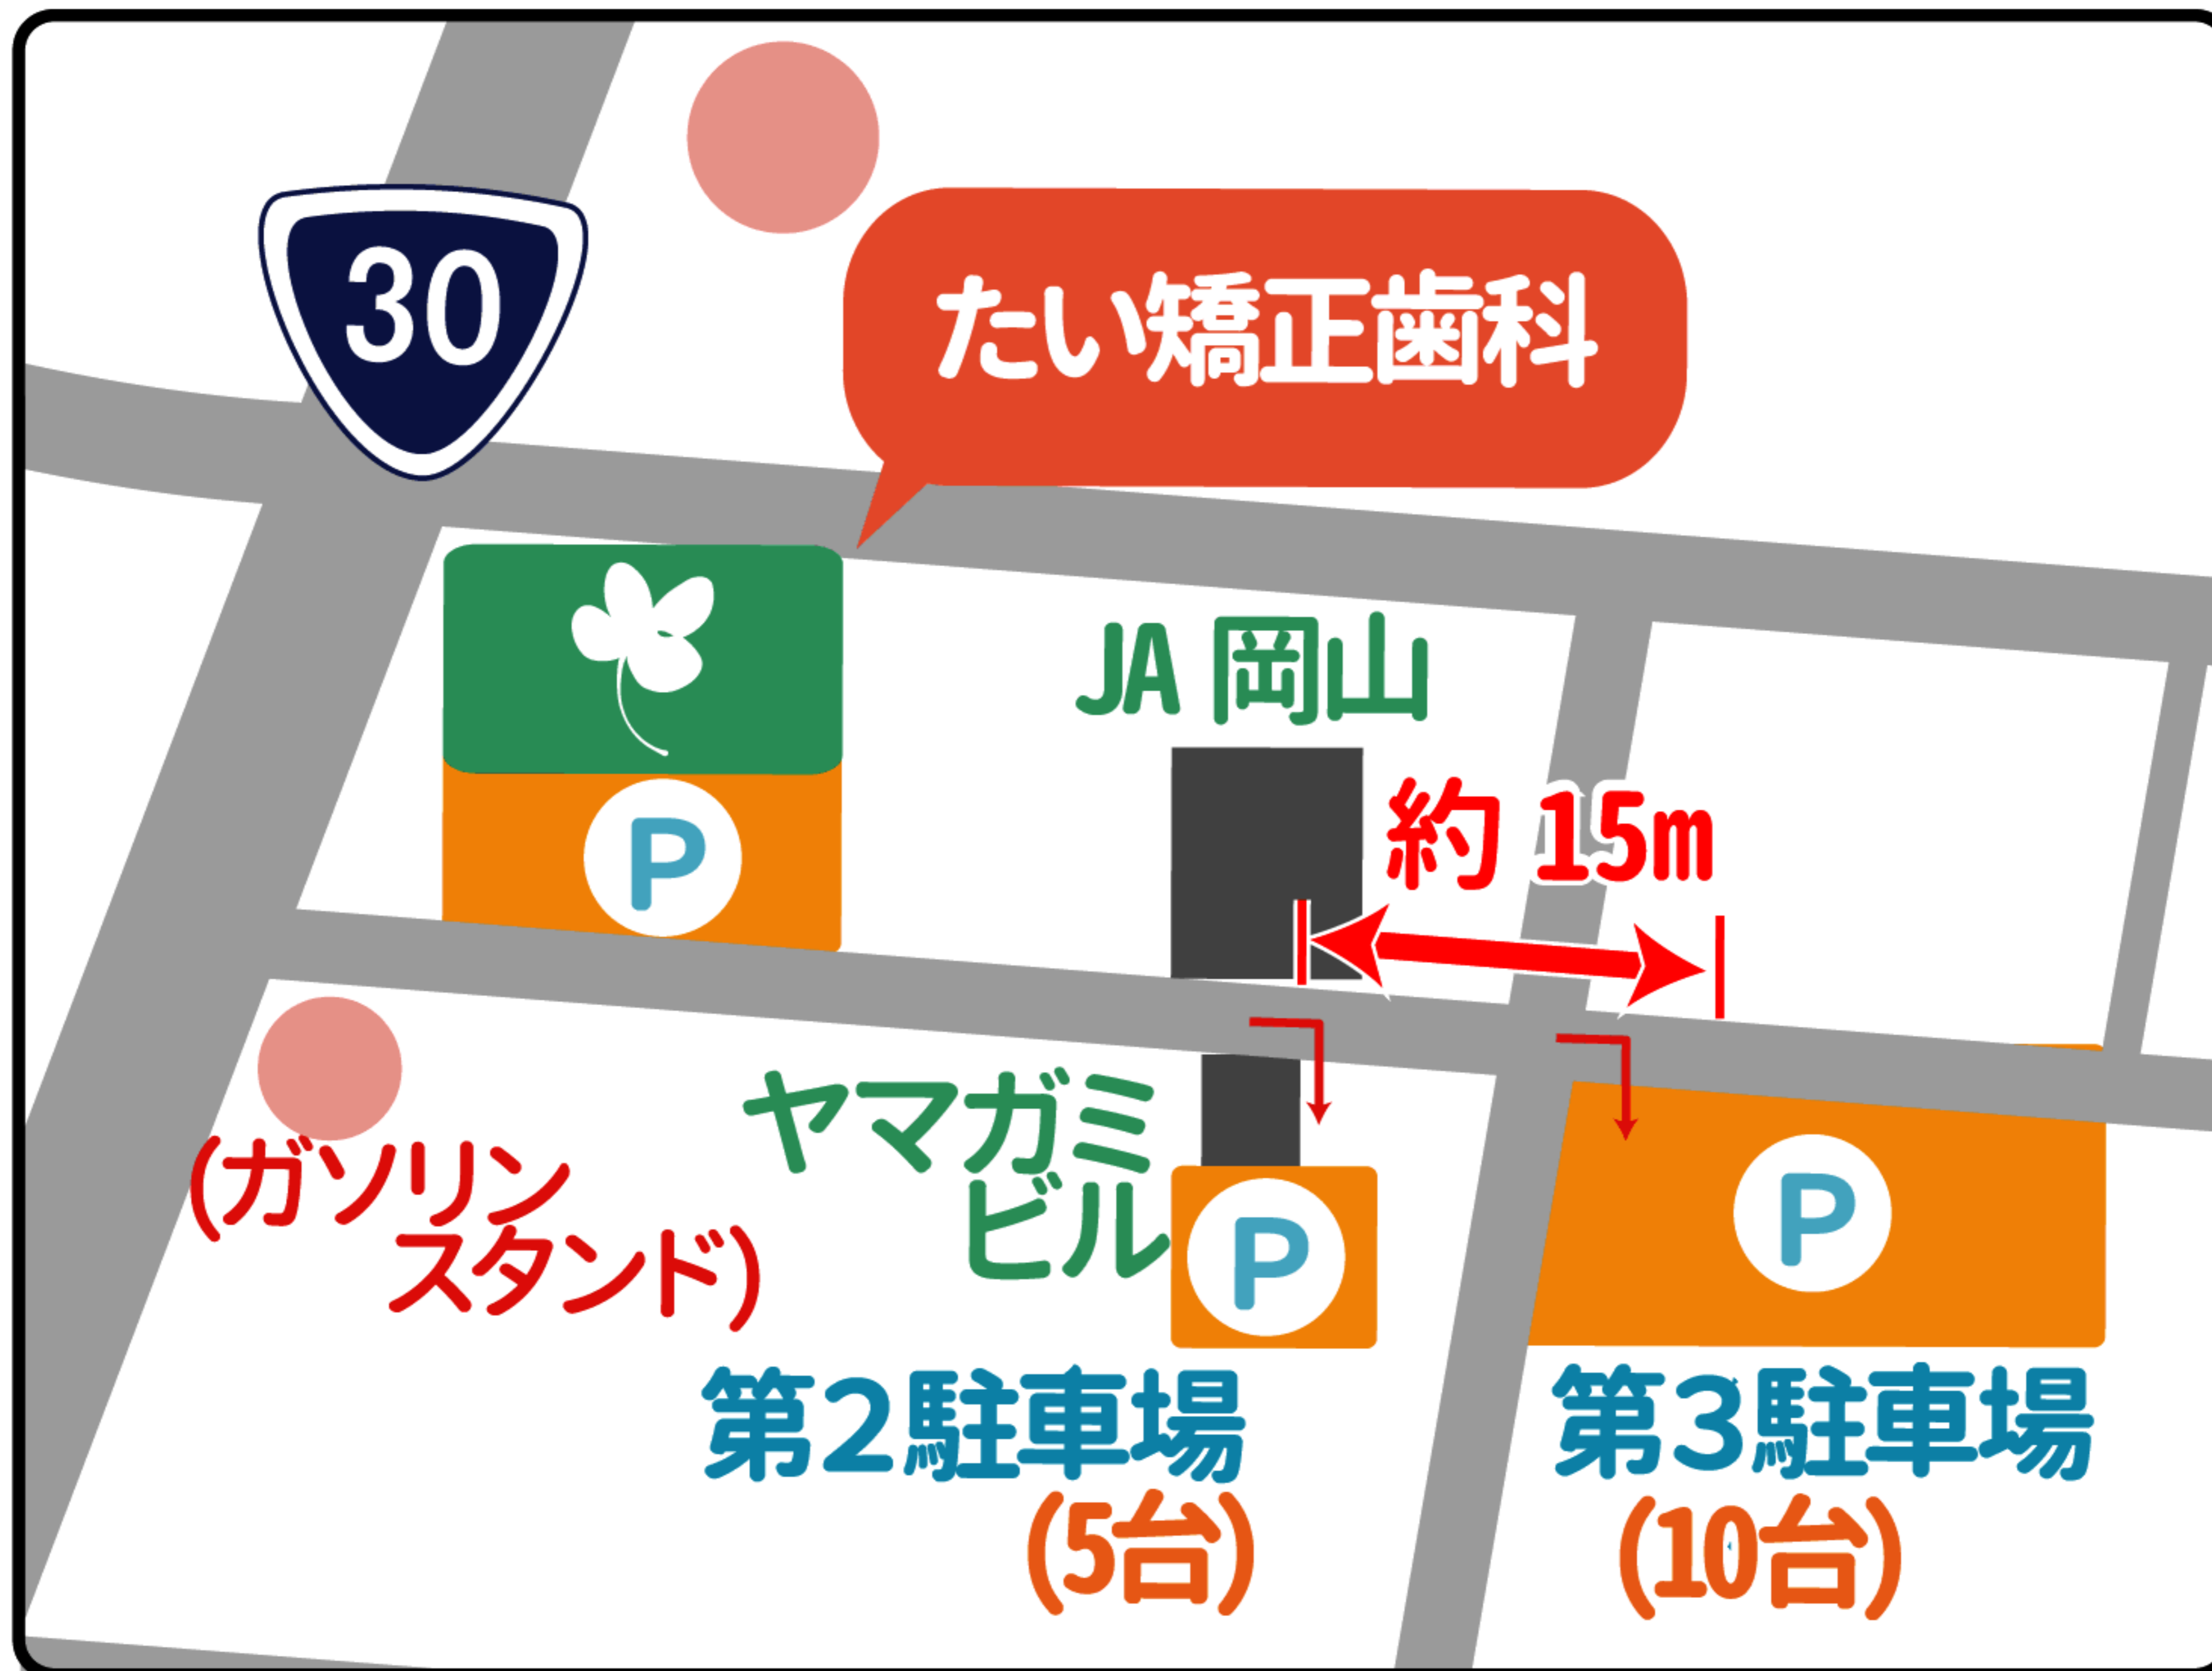 30
たい矯正歯科
JA 岡山
約 15m
P
ヤマガミ
ビル
(ガソリン
スタンド)
P
P
第2駐車場
(5台)
第3駐車場
(10台)